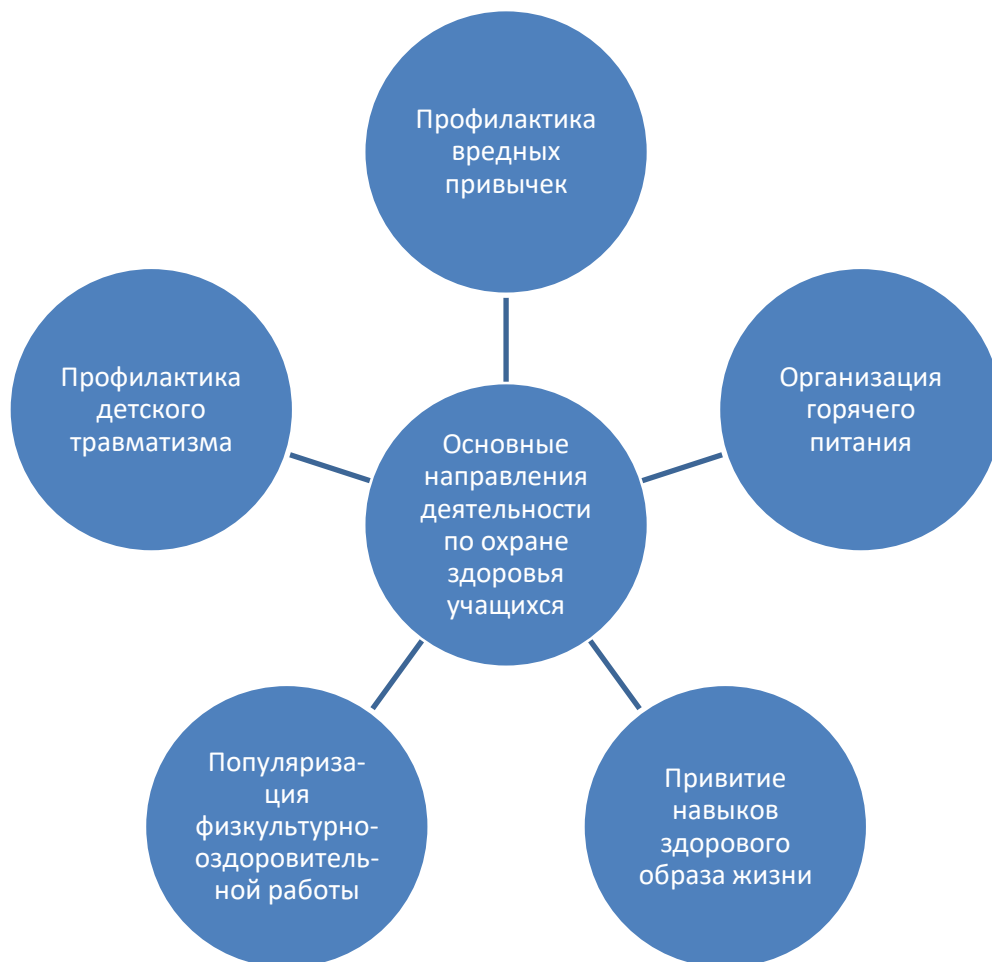 Профилактика
вредных
привычек
Профилактика
детского
травматизма
Организация
горячего
питания
Основные
направления
деятельности
по охране
здоровья
учащихся
Популяриза-
ция
физкультурно-
оздоровитель-
ной работы
Привитие
навыков
здорового
образа жизни